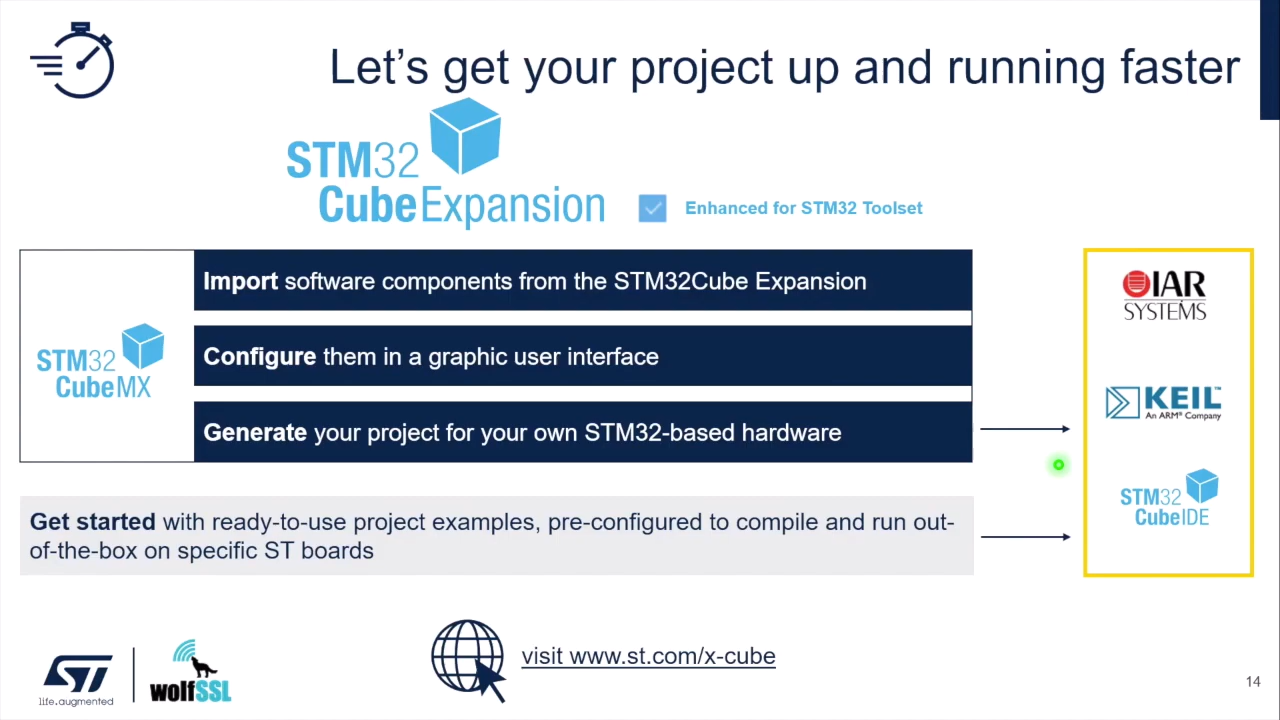 Let's get your project up and running faster
STM32
CubeExpansion
Enhanced for STM32 Toolset
STM32
CubeMX
Import software components from the STM32Cube Expansion
Configure them in a graphic user interface
Generate your project for your own STM32-based hardware
IAR
SYSTEMS
KEIL™
An ARM® Company
STM32
CubeIDE
Get started with ready-to-use project examples, pre-configured to compile and run out-
of-the-box on specific ST boards
ST
life.augmented
wolfSSL
visit www.st.com/x-cube
14